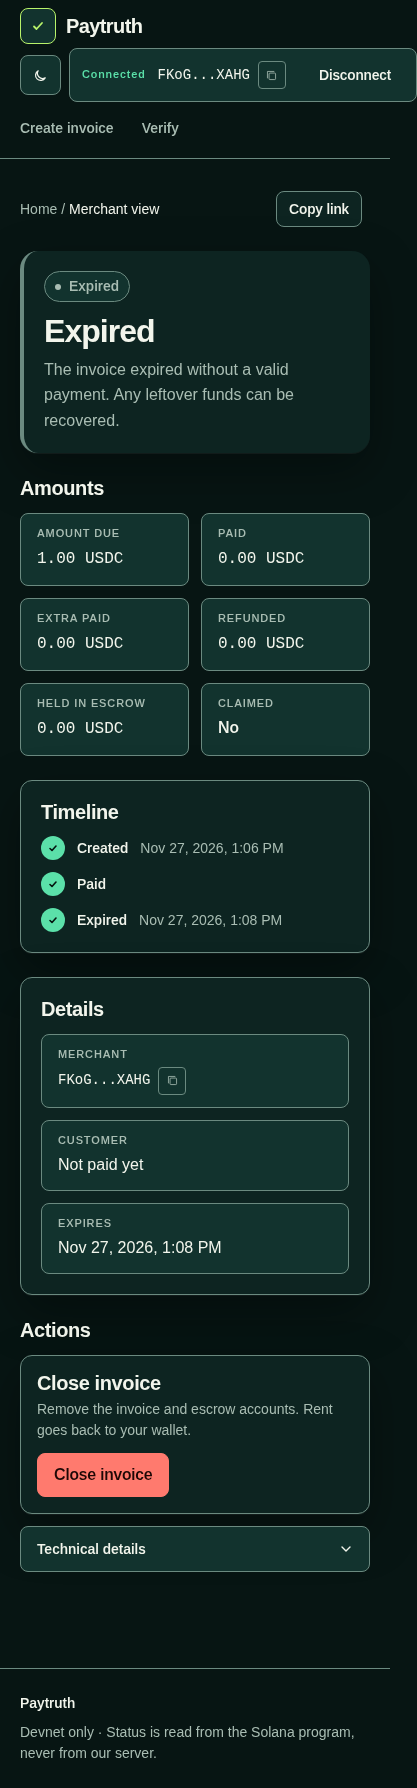 Paytruth
Connected FKoG...XAHG Disconnect
Create invoice Verify
Home / Merchant view Copy link
Expired
Expired
The invoice expired without a valid
payment. Any leftover funds can be
recovered.
Amounts
AMOUNT DUE PAID
1.00 USDC 0.00 USDC
EXTRA PAID REFUNDED
0.00 USDC 0.00 USDC
HELD IN ESCROW CLAIMED
0.00 USDC No
Timeline
Created Nov 27, 2026, 1:06 PM
Paid
Expired Nov 27, 2026, 1:08 PM
Details
MERCHANT
FKoG...XAHG
CUSTOMER
Not paid yet
EXPIRES
Nov 27, 2026, 1:08 PM
Actions
Close invoice
Remove the invoice and escrow accounts. Rent
goes back to your wallet.
Close invoice
Technical details
Paytruth
Devnet only · Status is read from the Solana program,
never from our server.